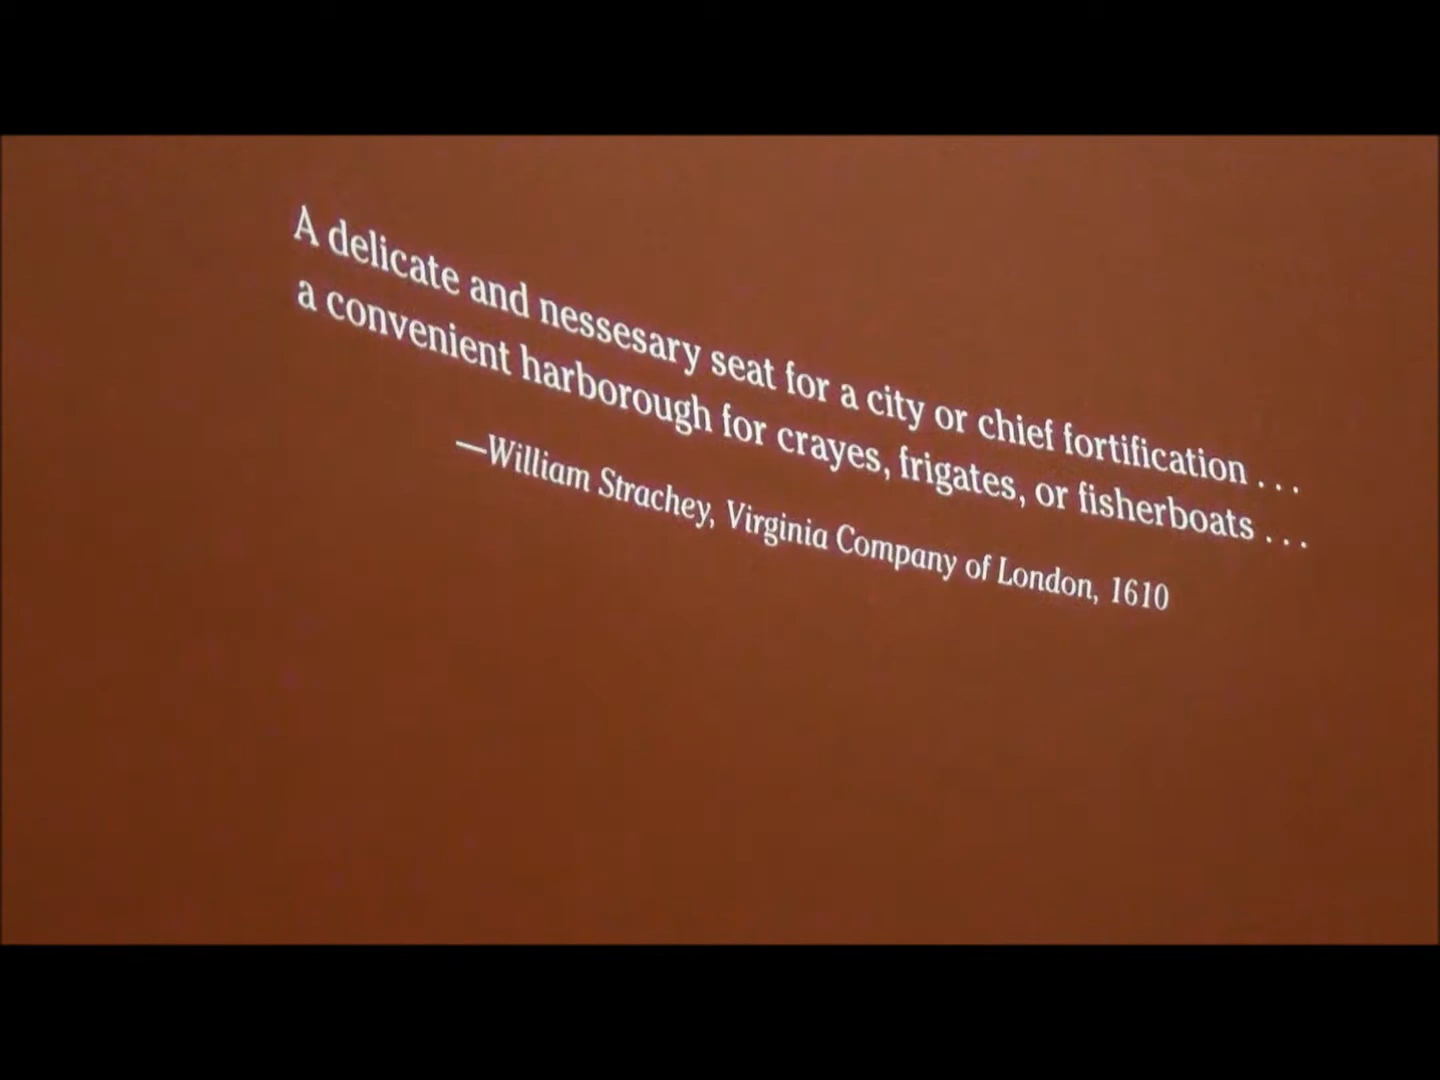 A delicate and nessesary seat for a city or chief fortification . . .
a convenient harborough for crayes, frigates, or fisherboats . . .
—William Strachey, Virginia Company of London, 1610